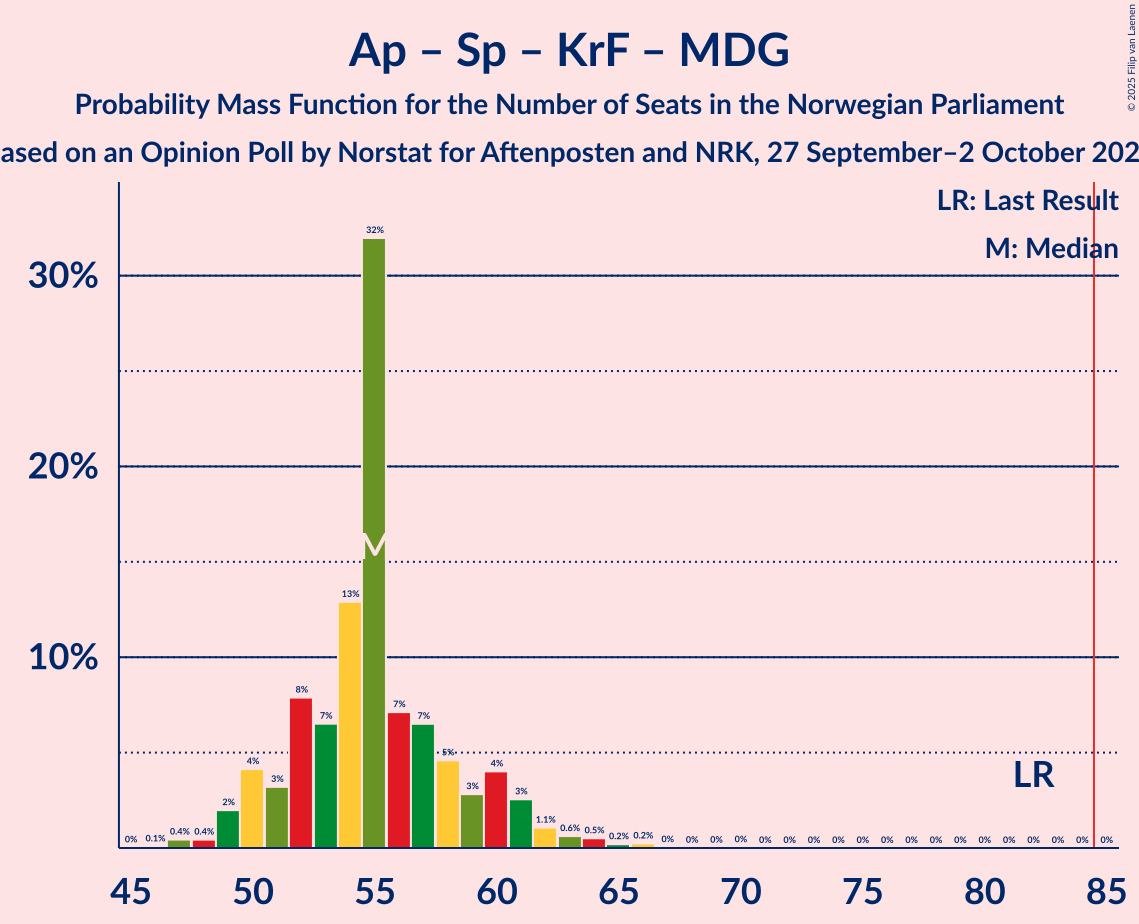 © 2025 Filip van Laenen
Ap – Sp – KrF – MDG
Probability Mass Function for the Number of Seats in the Norwegian Parliament
ased on an Opinion Poll by Norstat for Aftenposten and NRK, 27 September–2 October 202
LR: Last Result
M: Median
30%
20%
10%
0% 0.1% 0.4% 0.4% 2% 4% 3% 8% 7% 13% 32% 7% 7% 5% 3% 4% 3% 1.1% 0.6% 0.5% 0.2% 0.2% 0% 0% 0% 0% 0% 0% 0% 0% 0% 0% 0% 0% 0% 0% 0% 0% 0% 0% 0%
M
LR
45 50 55 60 65 70 75 80 85